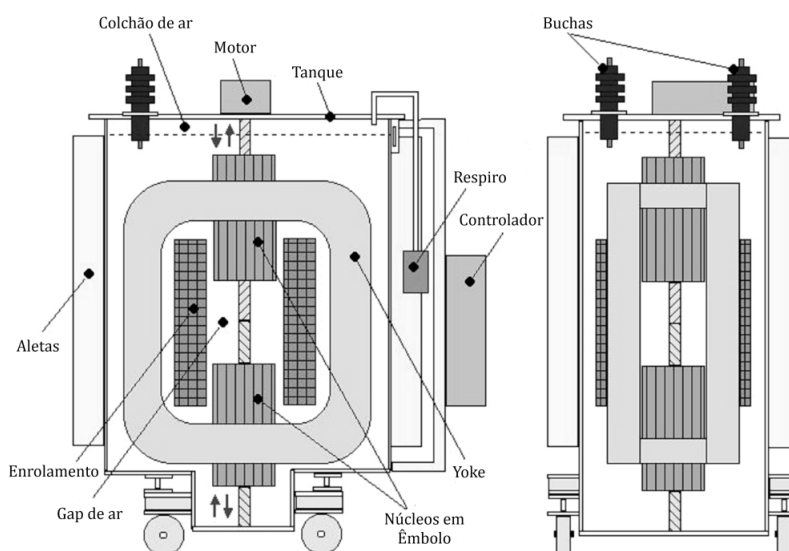 Colchão de ar
Motor
Tanque
Buchas
Respiro
Controlador
Aletas
Enrolamento
Gap de ar
Núcleos em
Êmbolo
Yoke